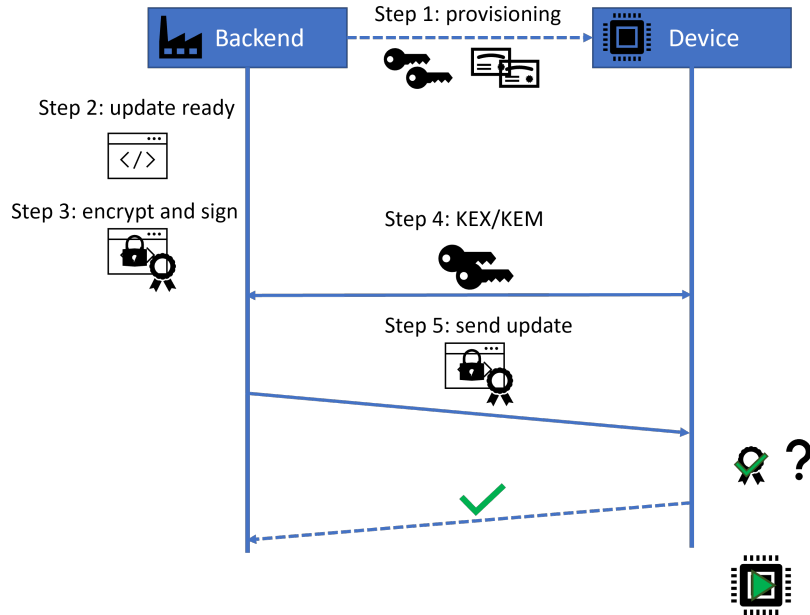 Step 1: provisioning
Backend
Device
Step 2: update ready
</>
Step 3: encrypt and sign
Step 4: KEX/KEM
Step 5: send update
?